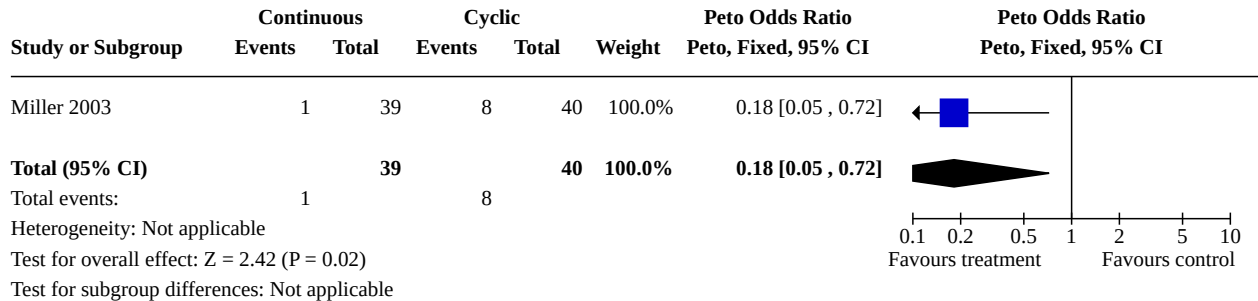 Continuous Cyclic Peto Odds Ratio Peto Odds Ratio
Study or Subgroup Events Total Events Total Weight Peto, Fixed, 95% CI Peto, Fixed, 95% CI
Miller 2003 1 39 8 40 100.0% 0.18 [0.05 , 0.72]
Total (95% CI) 39 40 100.0% 0.18 [0.05 , 0.72]
Total events: 1 8
Heterogeneity: Not applicable
0.1 0.2 0.5 1 2 5 10
Test for overall effect: Z = 2.42 (P = 0.02) Favours treatment Favours control
Test for subgroup differences: Not applicable